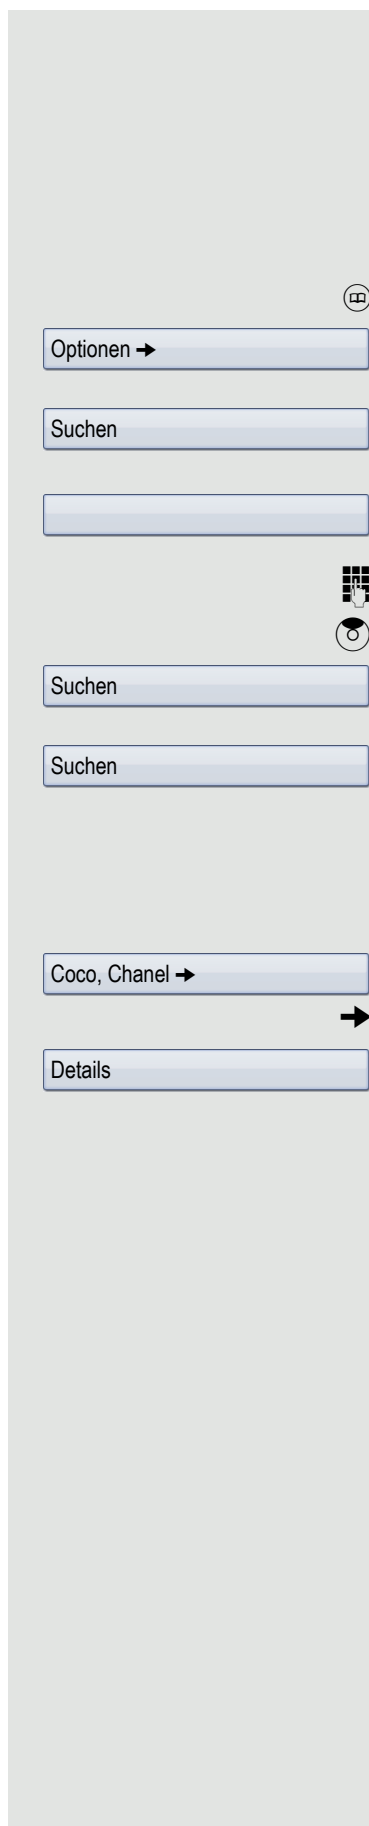 Optionen →
Suchen
Suchen
Suchen
Coco, Chanel →
Details